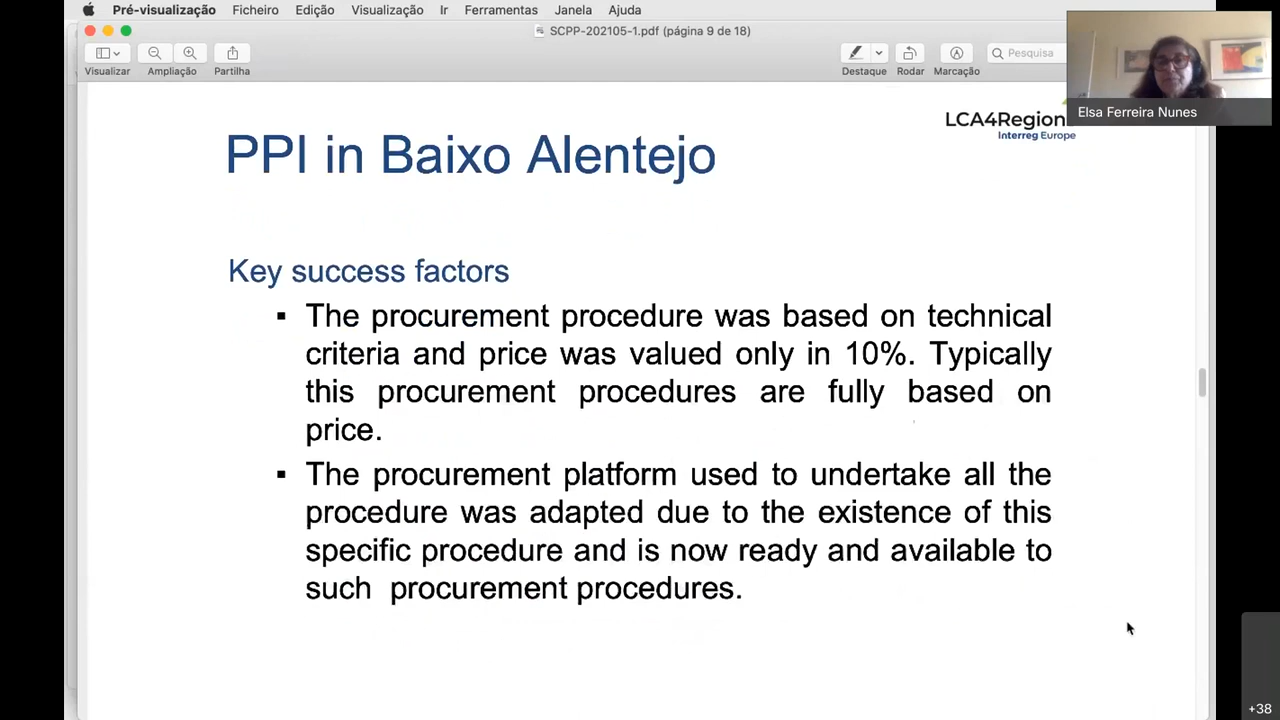 Pré-visualização Ficheiro Edição Visualização Ir Ferramentas Janela Ajuda
SCPP-202105-1.pdf (página 9 de 18)
Visualizar Ampliação Partilha Destaque Rodar Marcação Pesquisa
Elsa Ferreira Nunes
LCA4Region
Interreg Europe
PPI in Baixo Alentejo
Key success factors
▪ The procurement procedure was based on technical
criteria and price was valued only in 10%. Typically
this procurement procedures are fully based on
price.
▪ The procurement platform used to undertake all the
procedure was adapted due to the existence of this
specific procedure and is now ready and available to
such procurement procedures.
+38